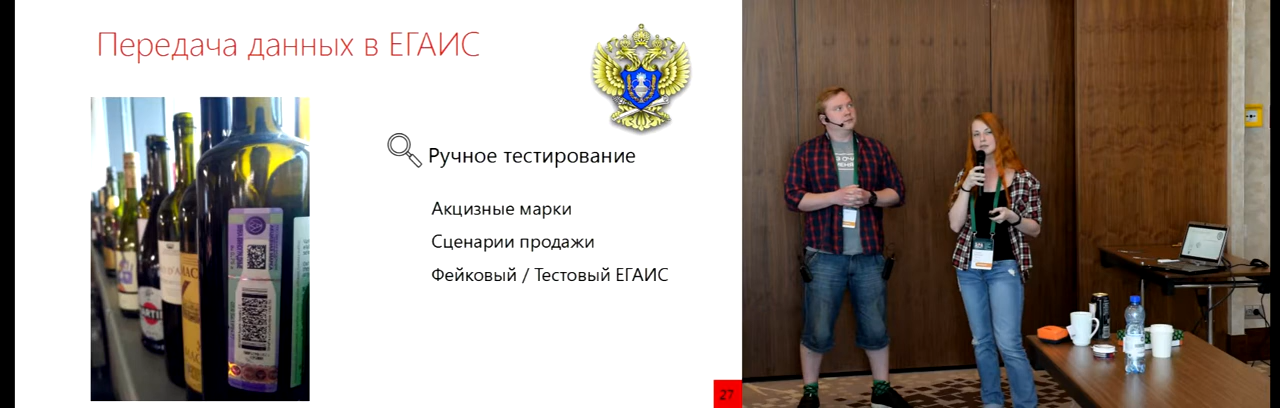 Передача данных в ЕГАИС
Ручное тестирование
Акцизные марки
Сценарии продажи
Фейковый / Тестовый ЕГАИС
27